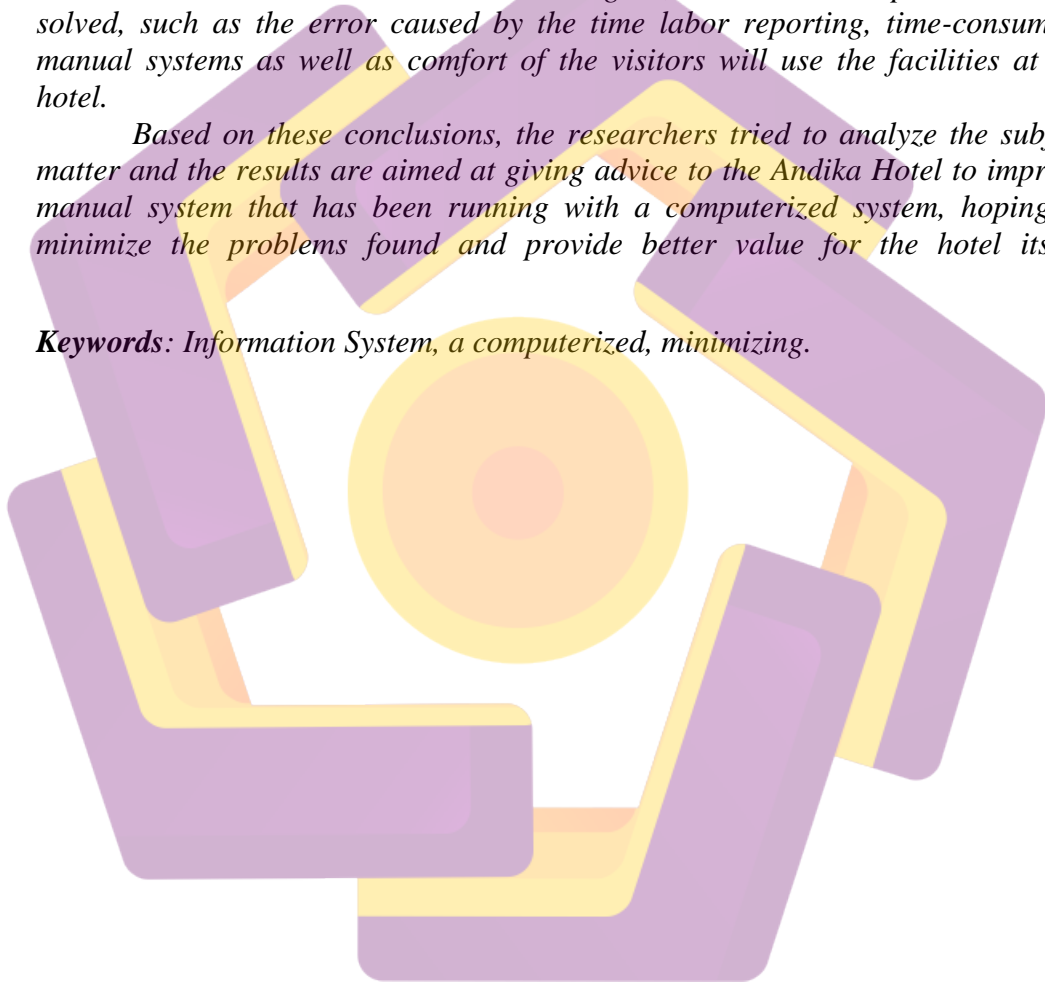 solved, such as the error caused by the time labor reporting, time-consum
manual systems as well as comfort of the visitors will use the facilities at
hotel.
Based on these conclusions, the researchers tried to analyze the sub
matter and the results are aimed at giving advice to the Andika Hotel to impr
manual system that has been running with a computerized system, hoping
minimize the problems found and provide better value for the hotel its
Keywords: Information System, a computerized, minimizing.